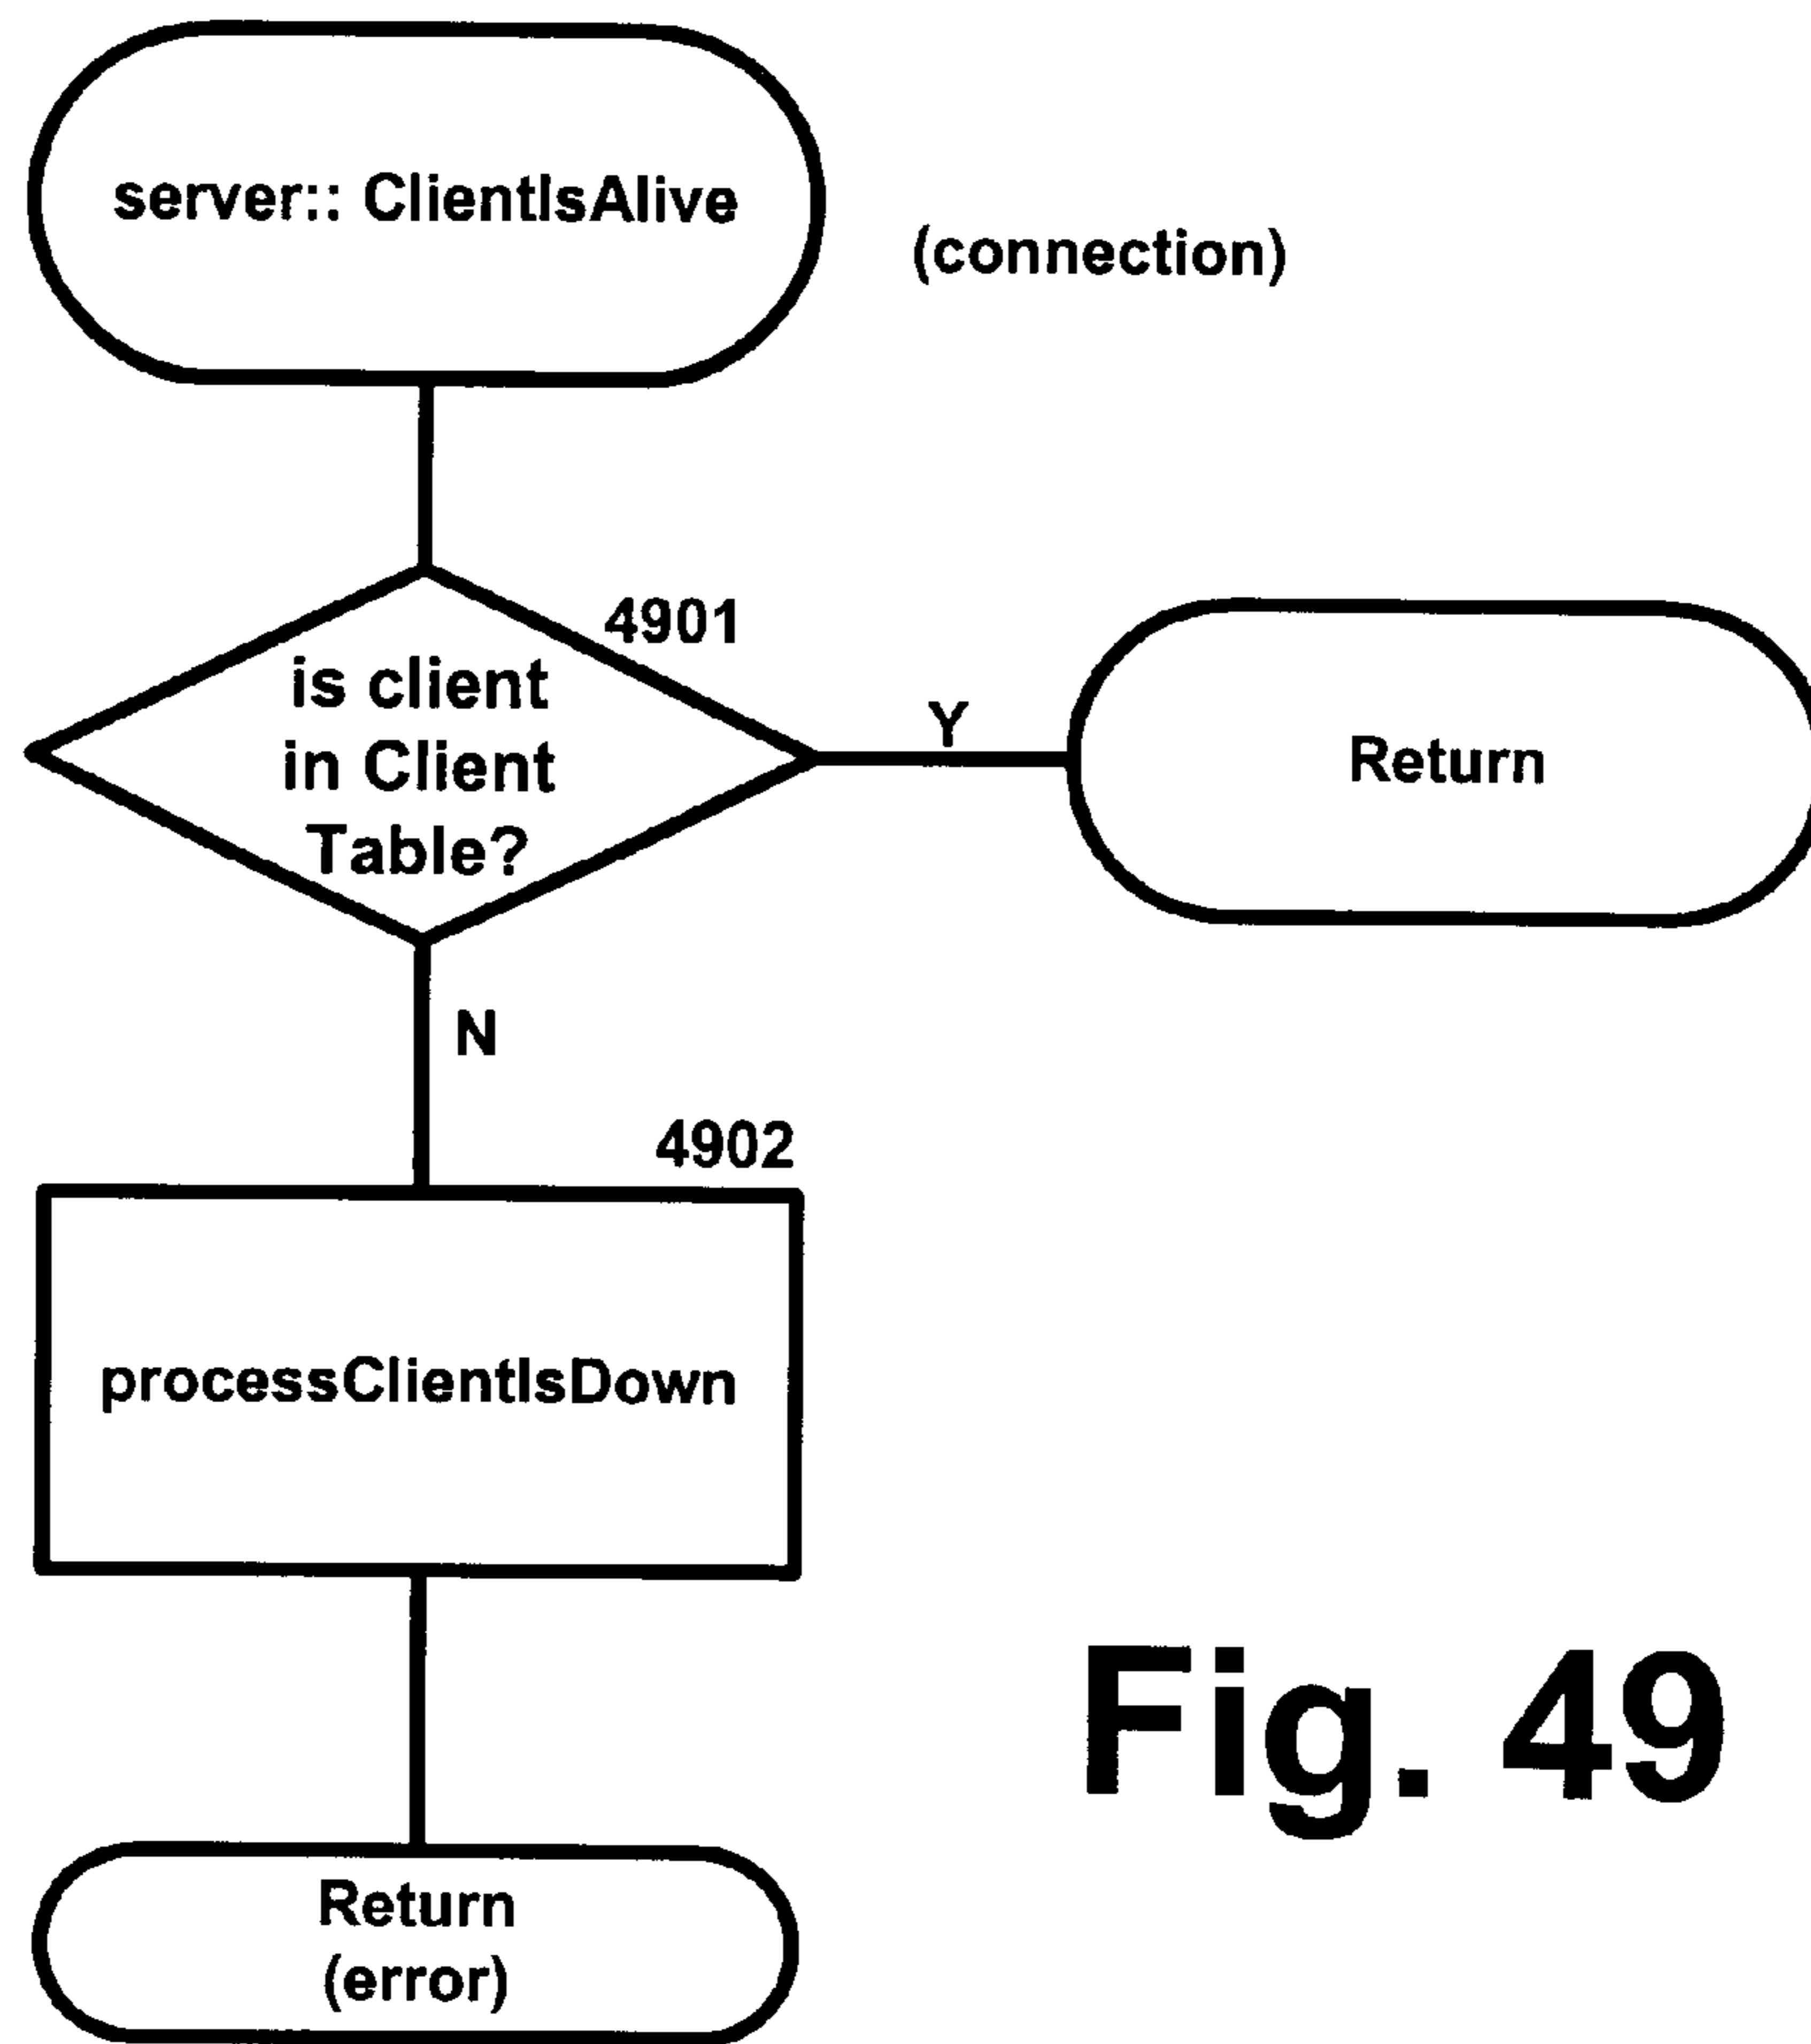 server:: ClientIsAlive
(connection)
4901
is client
in Client
Table?
Y
Return
N
4902
processClientIsDown
Return
(error)
Fig. 49